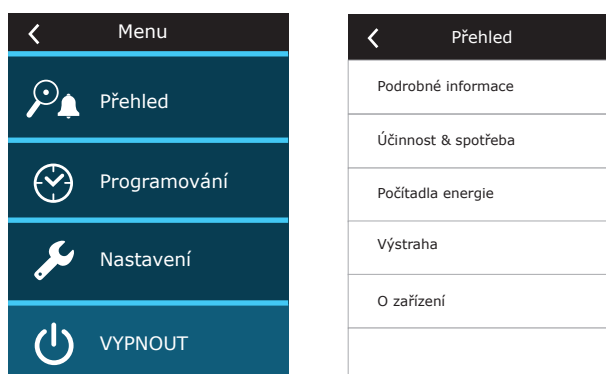 Menu
Přehled
Programování
Nastavení
VYPNOUT
Přehled
Podrobné informace
Účinnost & spotřeba
Počítadla energie
Výstraha
O zařízení